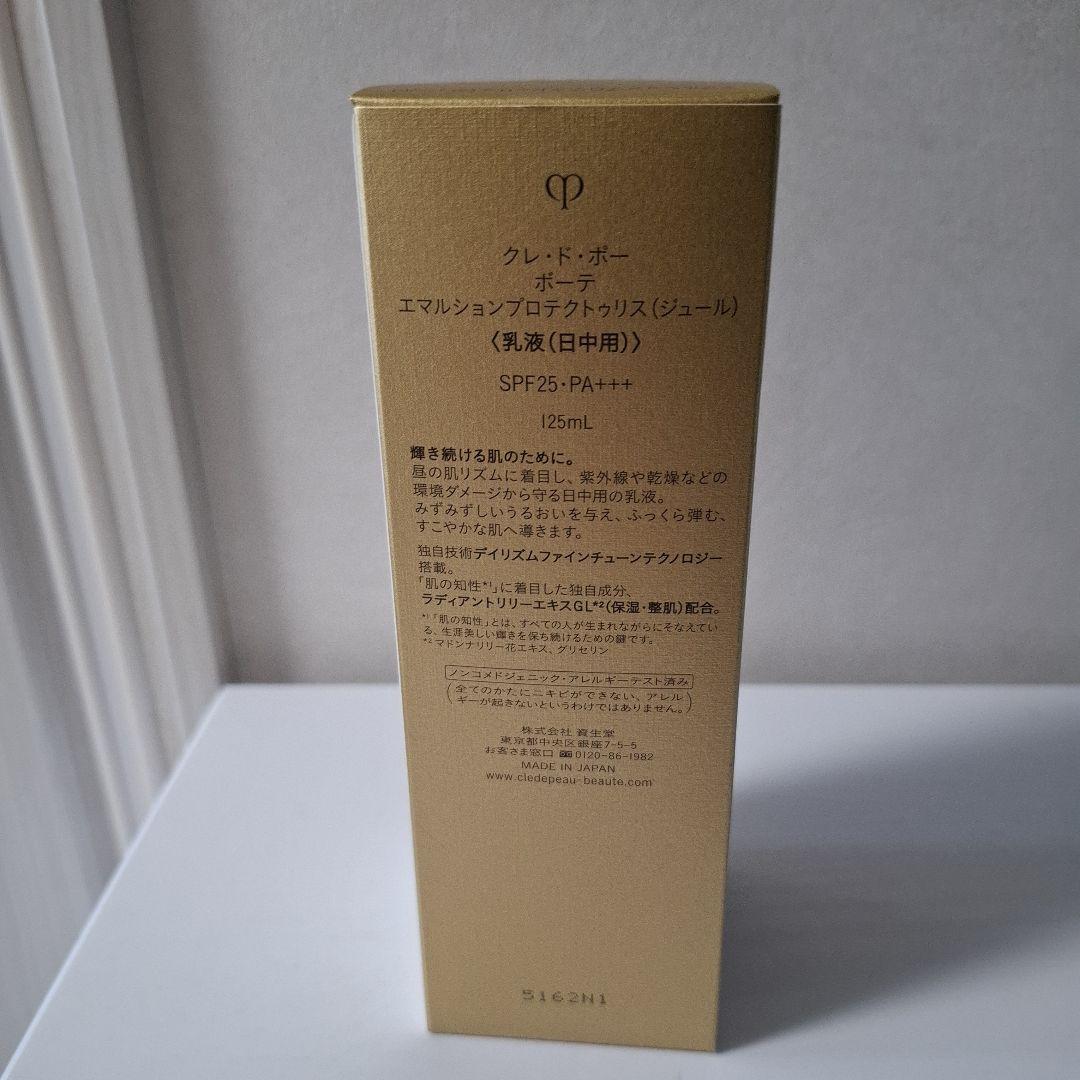 クレ・ド・ポー
ボーテ
エマルションプロテクトゥリス(ジュール)
〈乳液(日中用)〉
SPF25・PA+++
125mL
輝き続ける肌のために。
昼の肌リズムに着目し、紫外線や乾燥などの
環境ダメージから守る日中用の乳液。
みずみずしいうるおいを与え、ふっくら弾む、
すこやかな肌へ導きます。
独自技術デイリズムファインチューンテクノロジー
搭載。
「肌の知性*1」に着目した独自成分、
ラディアントリリーエキスGL*2(保湿・整肌)配合。
*1「肌の知性」とは、すべての人が生まれながらにそなえてい
る、生涯美しい輝きを保ち続けるための鍵です。
*2 マドンナリリー花エキス、グリセリン
ノンコメドジェニック・アレルギーテスト済み
(全てのかたにニキビができない、アレル
ギーが起きないというわけではありません。)
株式会社 資生堂
東京都中央区銀座7-5-5
お客さま窓口 0120-86-1982
MADE IN JAPAN
www.cledepeau-beaute.com
5162N1